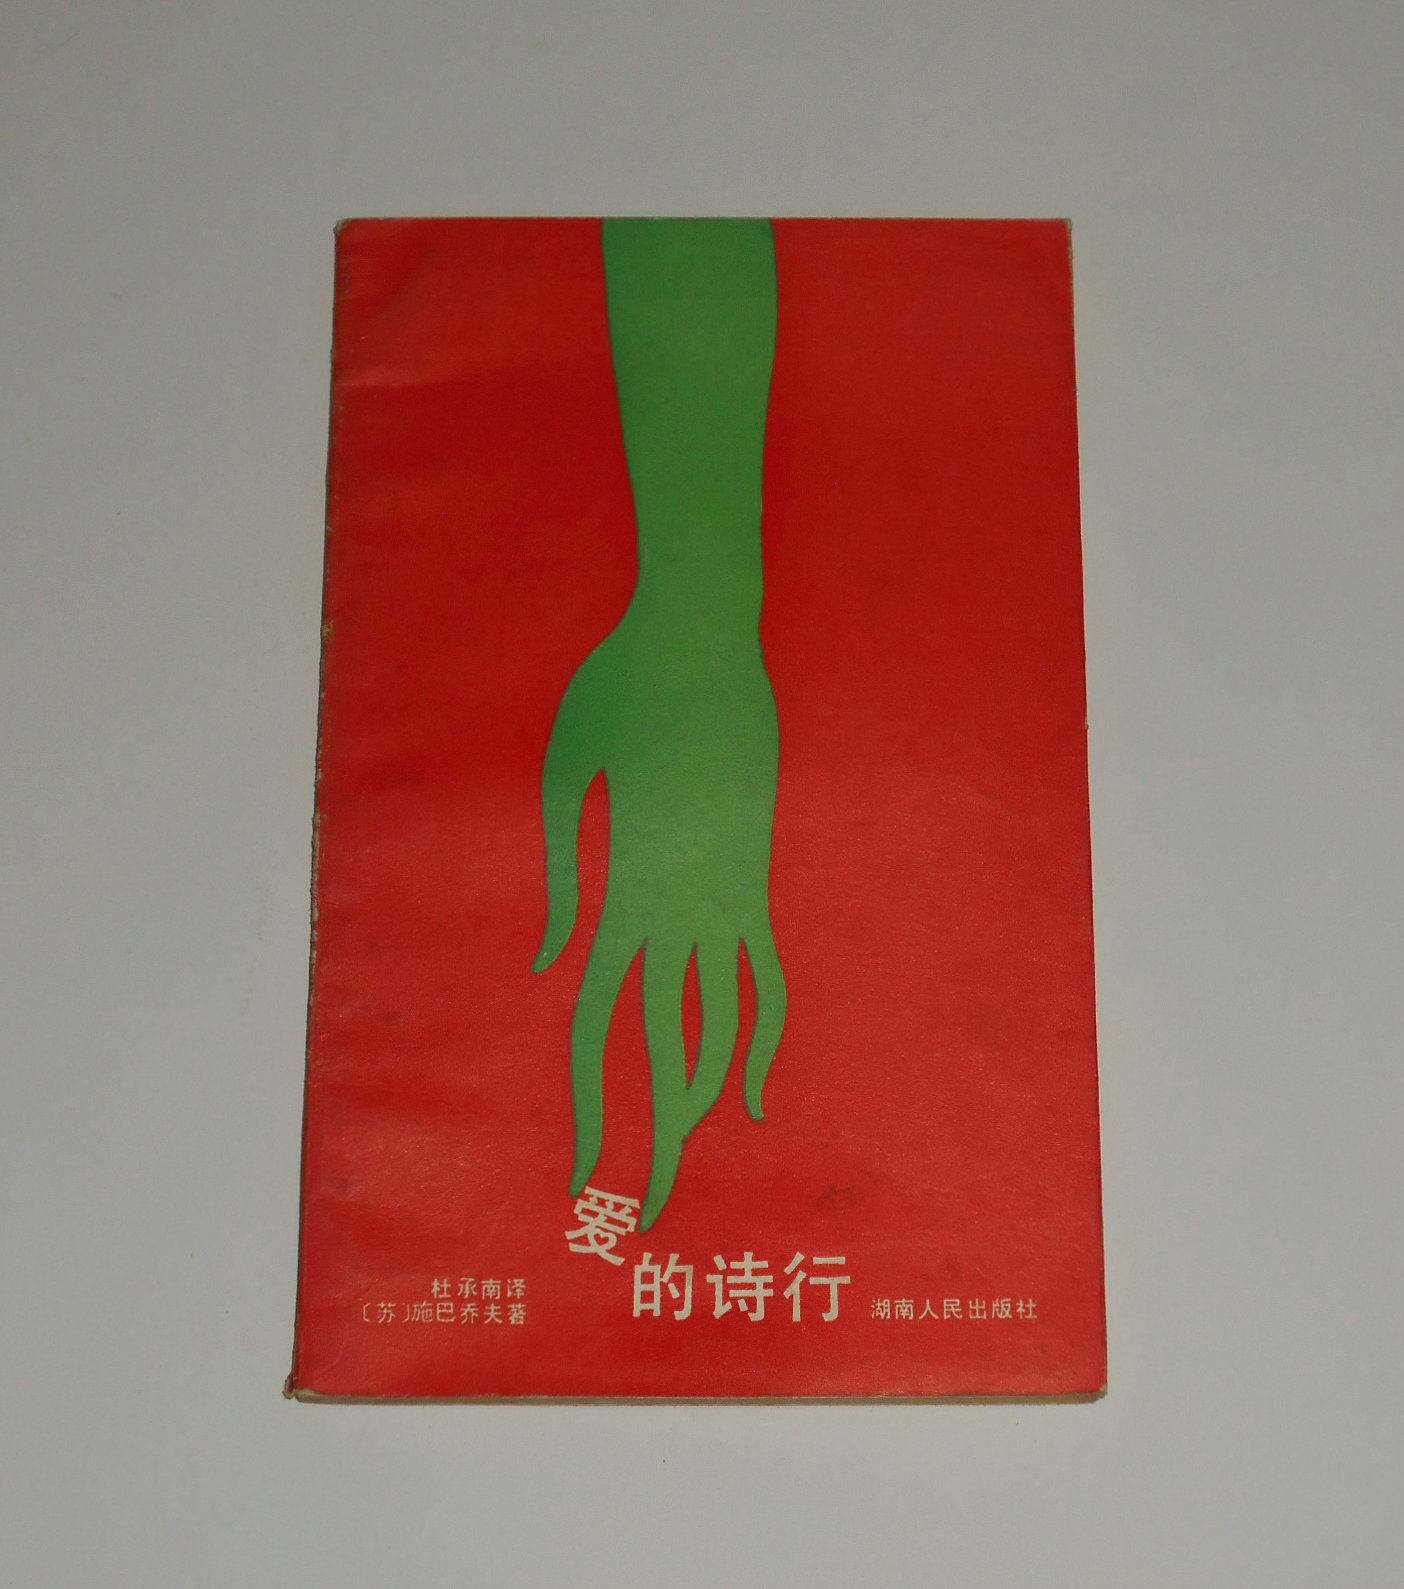 爱的诗行
杜承南译
〔苏〕施巴乔夫著
湖南人民出版社